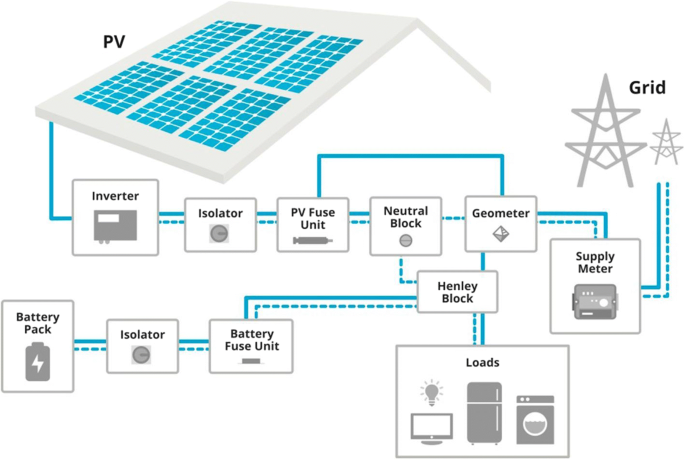 PV
Grid
Inverter
Isolator
PV Fuse
Unit
Neutral
Block
Geometer
Supply
Meter
Henley
Block
Battery
Pack
Isolator
Battery
Fuse Unit
Loads